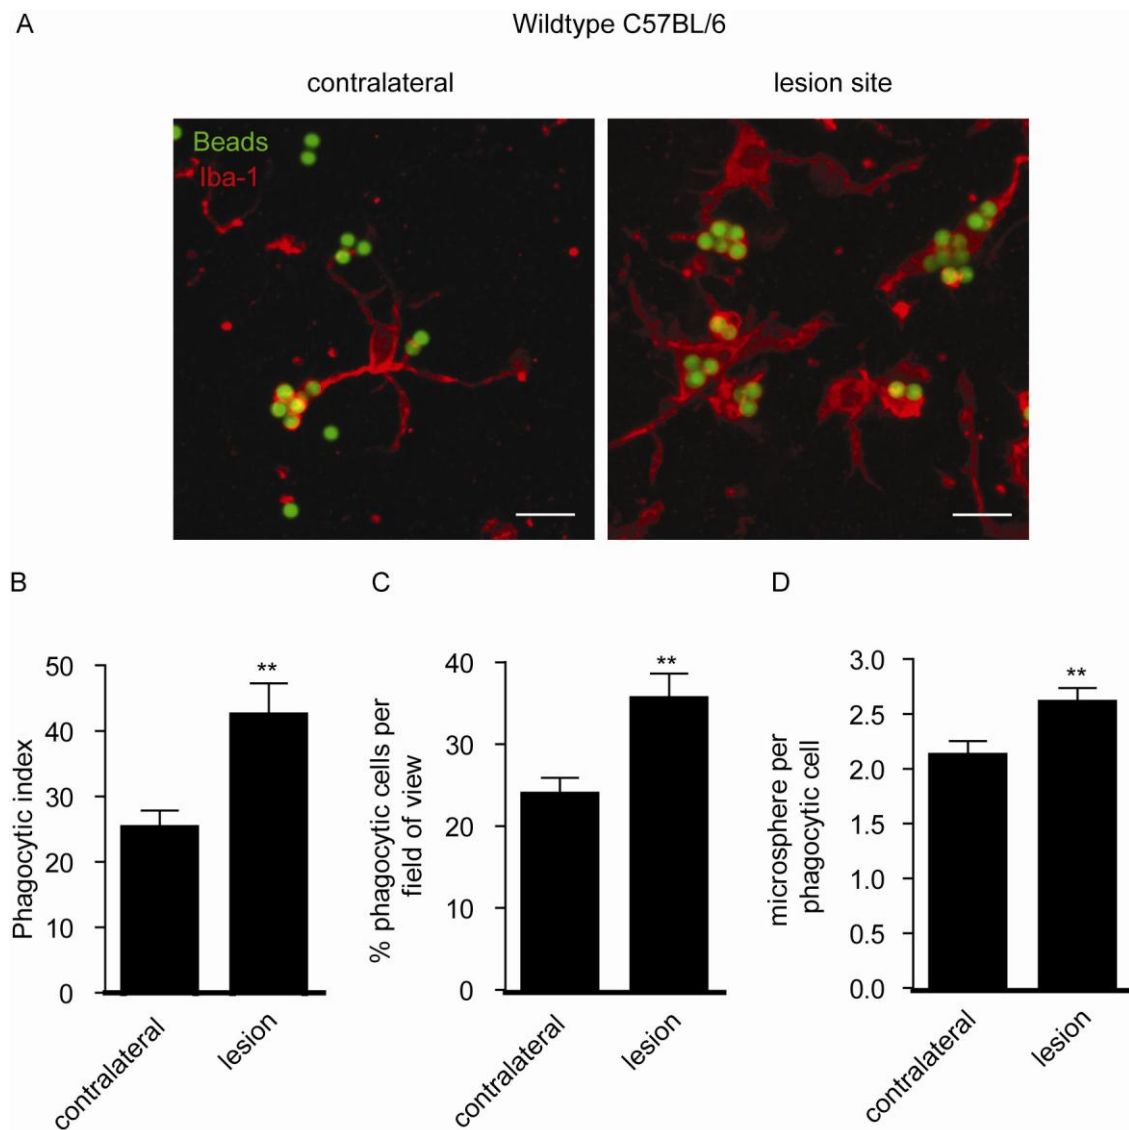 A
Wildtype C57BL/6
contralateral
lesion site
Beads
Iba-1
B
C
D
Phagocytic index
50
40
30
20
10
0
**
contralateral
lesion
% phagocytic cells per
field of view
40
30
20
10
0
**
contralateral
lesion
microsphere per
phagocytic cell
3.0
2.5
2.0
1.5
1.0
0.5
0.0
**
contralateral
lesion